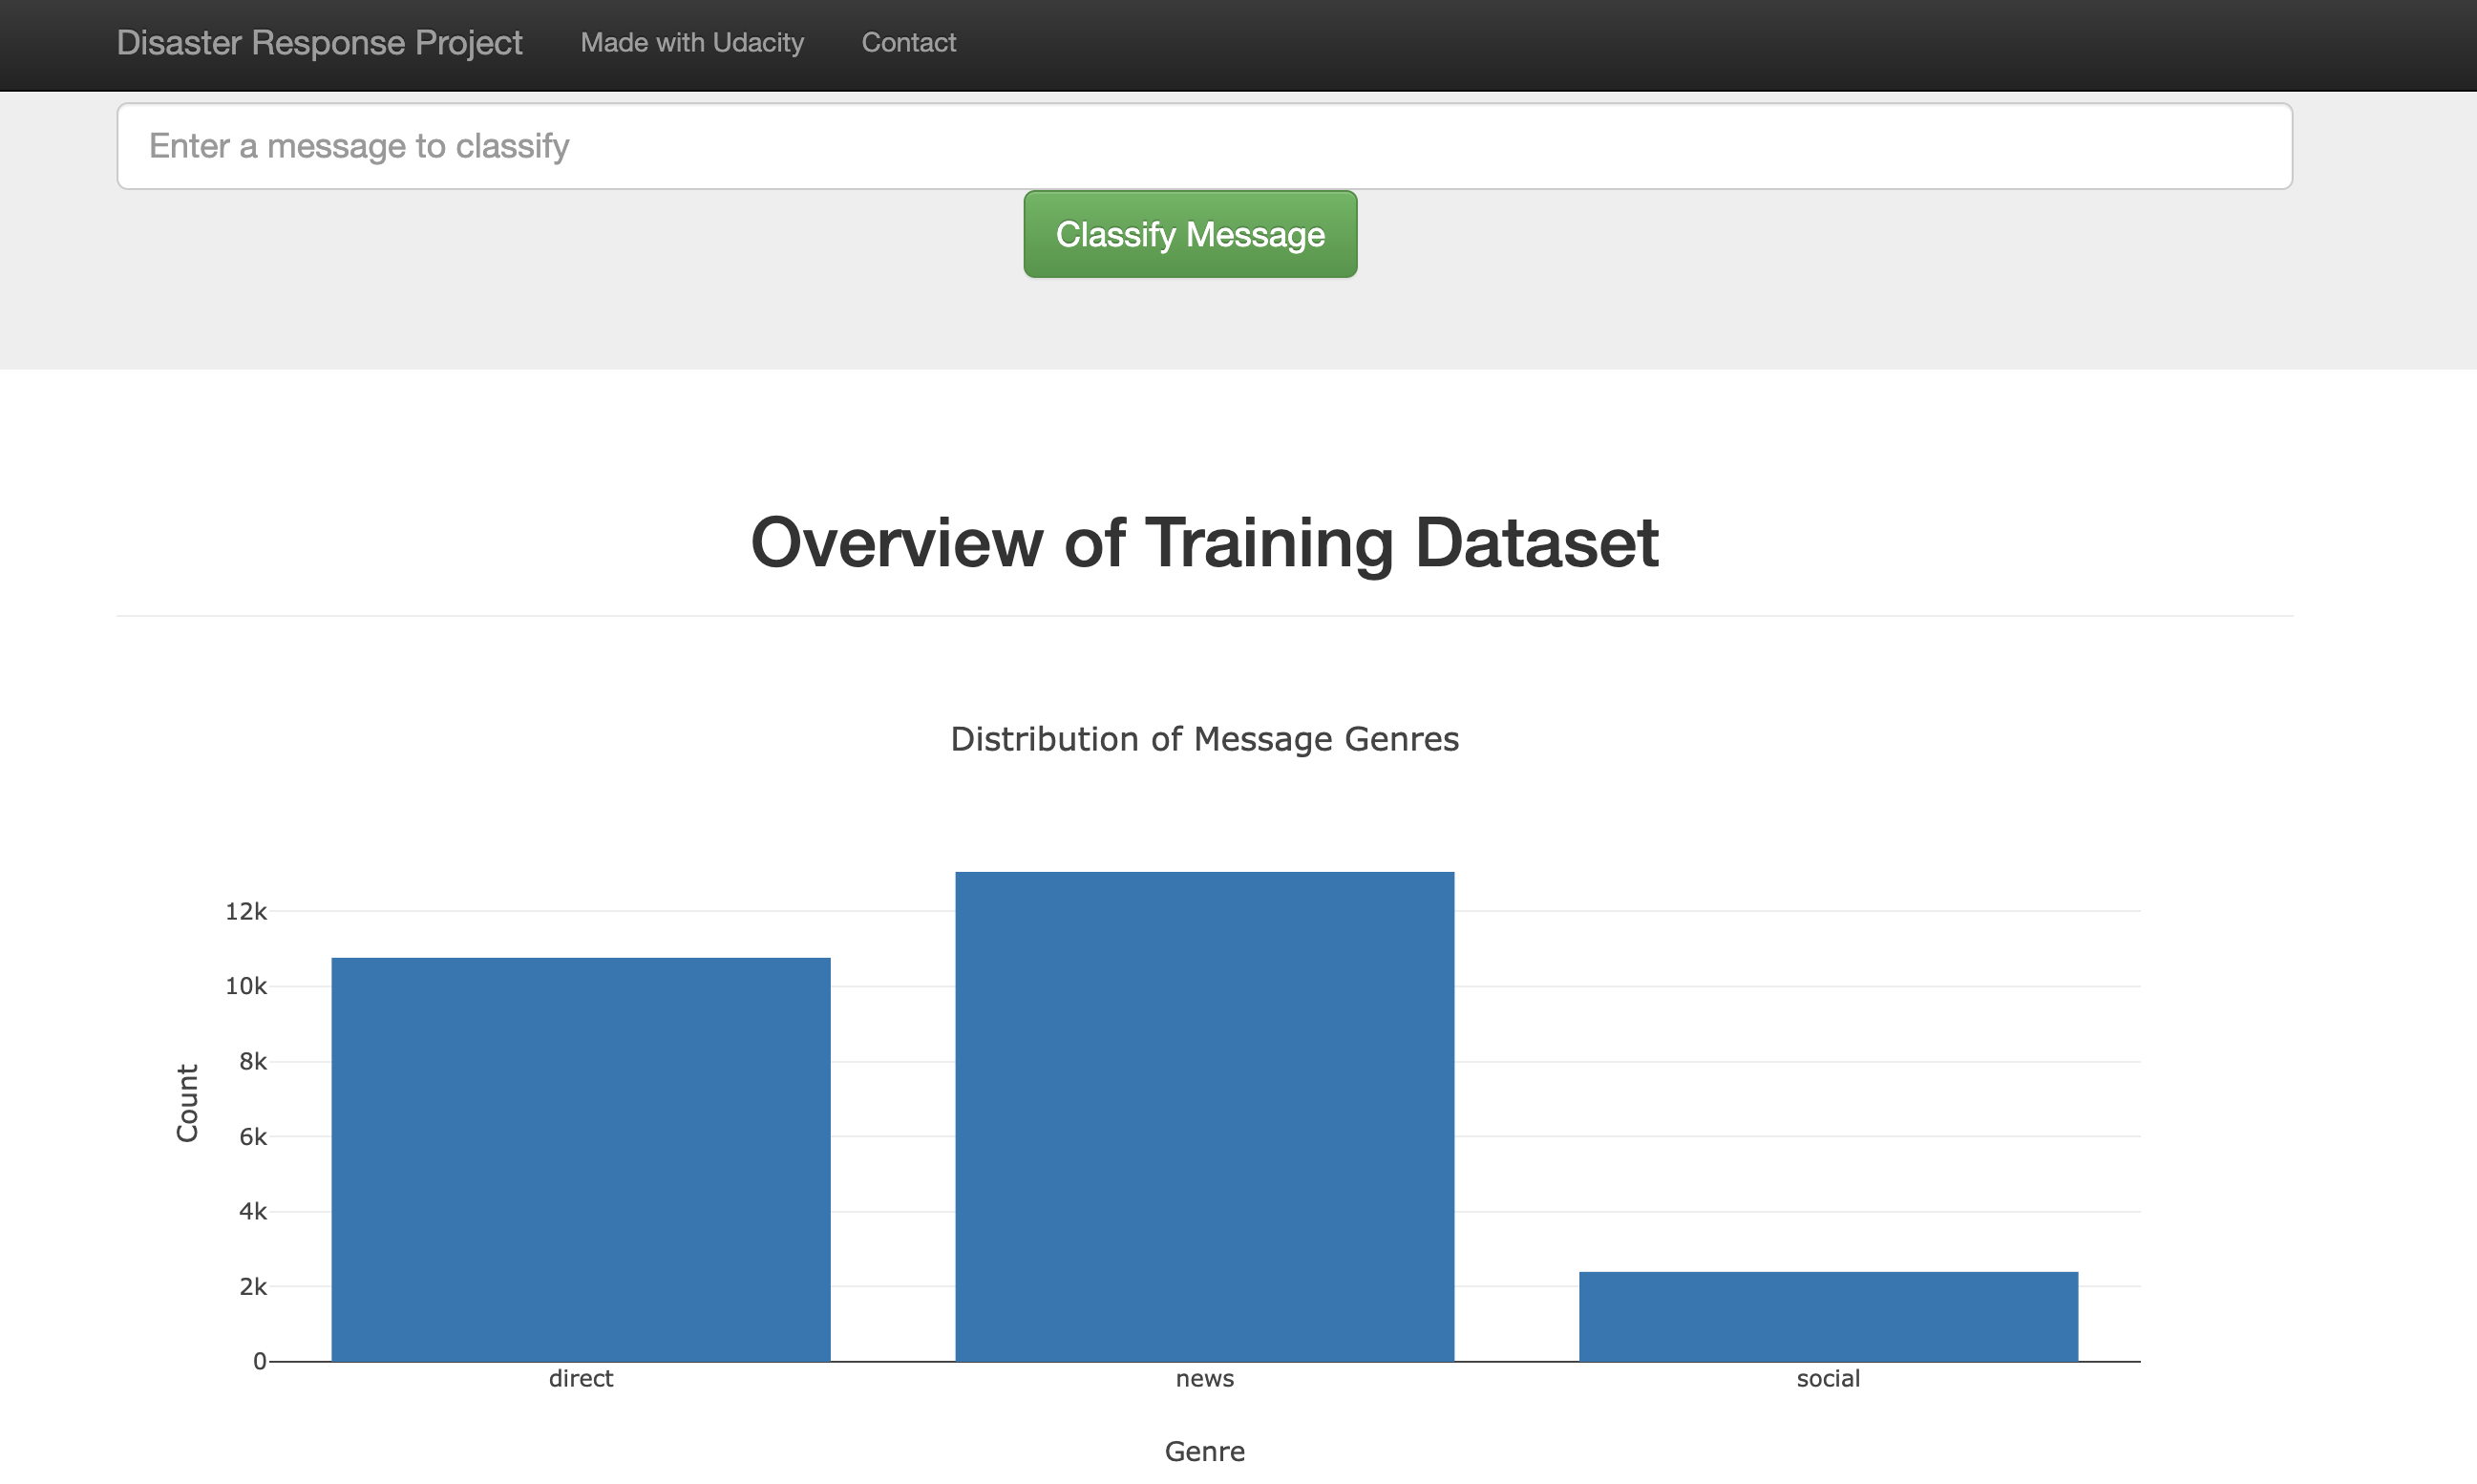 Disaster Response Project Made with Udacity Contact
Enter a message to classify
Classify Message
Overview of Training Dataset
Distribution of Message Genres
12k
10k
8k
6k
4k
2k
0
Count
direct news social
Genre